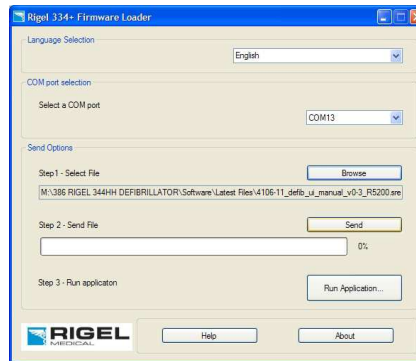 Rigel 334+ Firmware Loader
Language Selection
English
COM port selection
Select a COM port
COM13
Send Options
Step1 - Select File
Browse
M:\386 RIGEL 344HH DEFIBRILLATOR\Software\Latest Files\4106-11_defib_ui_manual_v0-3_R5200.sre
Step 2 - Send File
Send
0%
Step 3 - Run applicaton
Run Application...
RIGEL
MEDICAL
Help
About